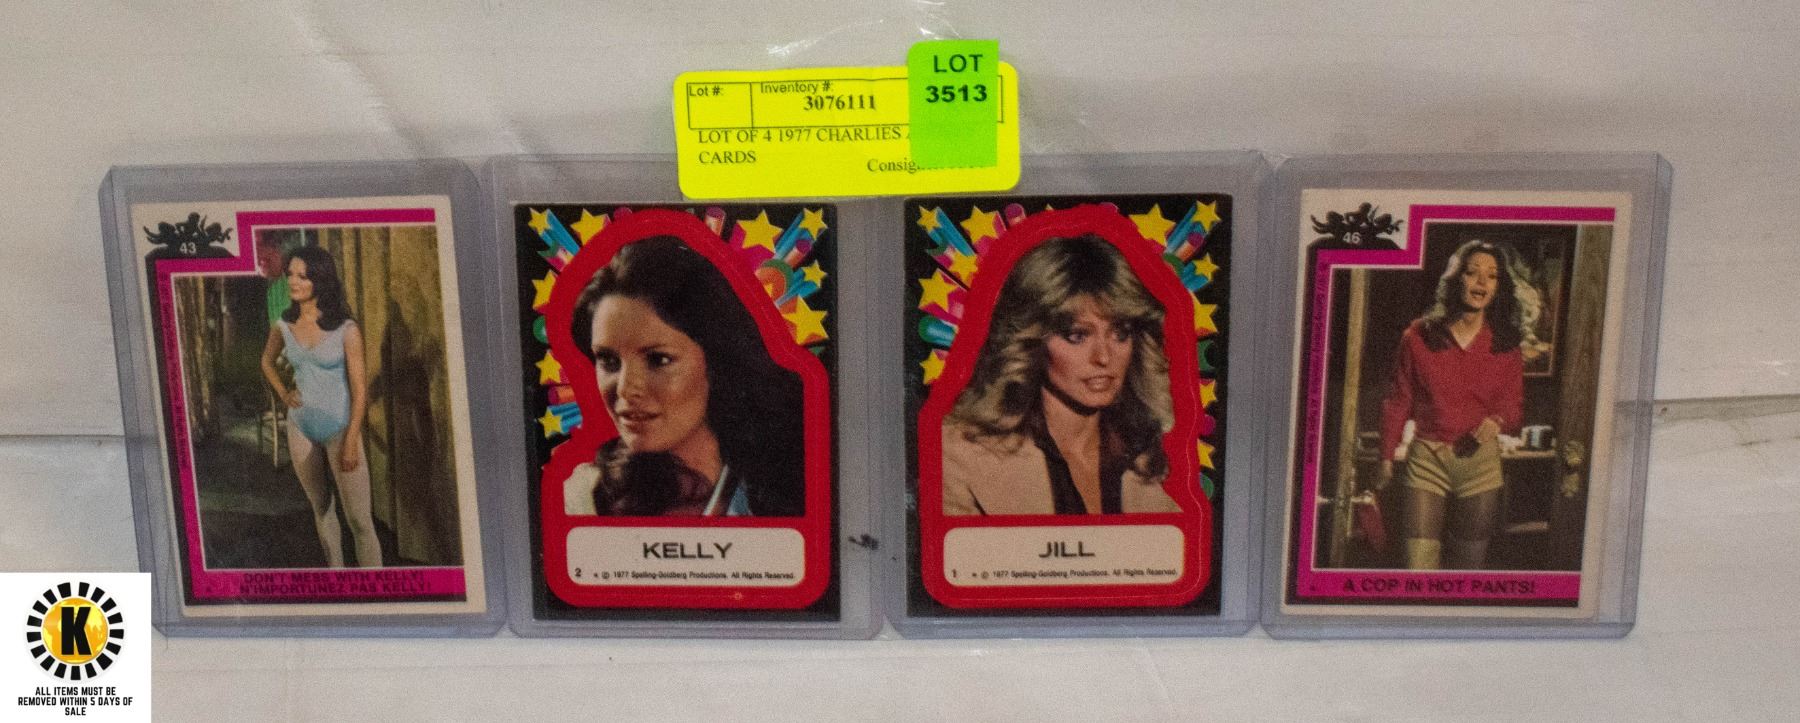 LOT
3513
Lot #:
Inventory #:
3076111
LOT OF 4 1977 CHARLIES
CARDS
43
DON'T MESS WITH KELLY!
N'IMPORTUNEZ PAS KELLY!
KELLY
2 * © 1977 Spelling-Goldberg Productions. All Rights Reserved.
JILL
1 * © 1977 Spelling-Goldberg Productions. All Rights Reserved.
46
A COP IN HOT PANTS!
K
ALL ITEMS MUST BE
REMOVED WITHIN 5 DAYS OF
SALE